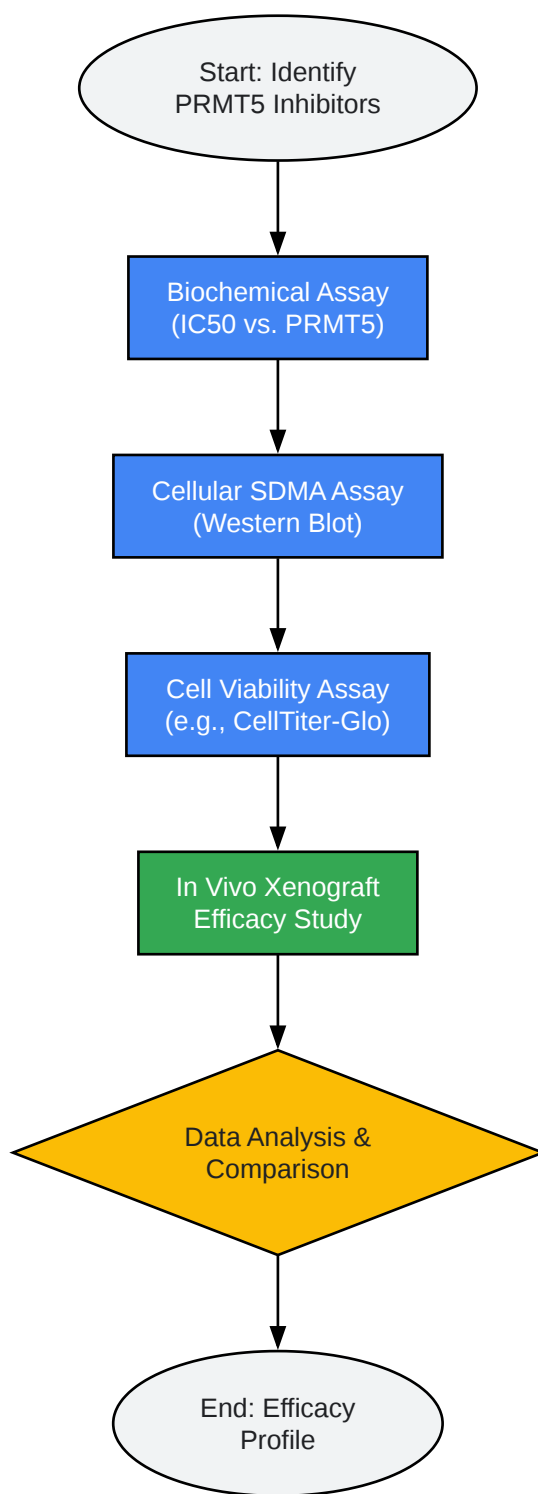 Start: Identify
PRMT5 Inhibitors
Biochemical Assay
(IC50 vs. PRMT5)
Cellular SDMA Assay
(Western Blot)
Cell Viability Assay
(e.g., CellTiter-Glo)
In Vivo Xenograft
Efficacy Study
Data Analysis &
Comparison
End: Efficacy
Profile